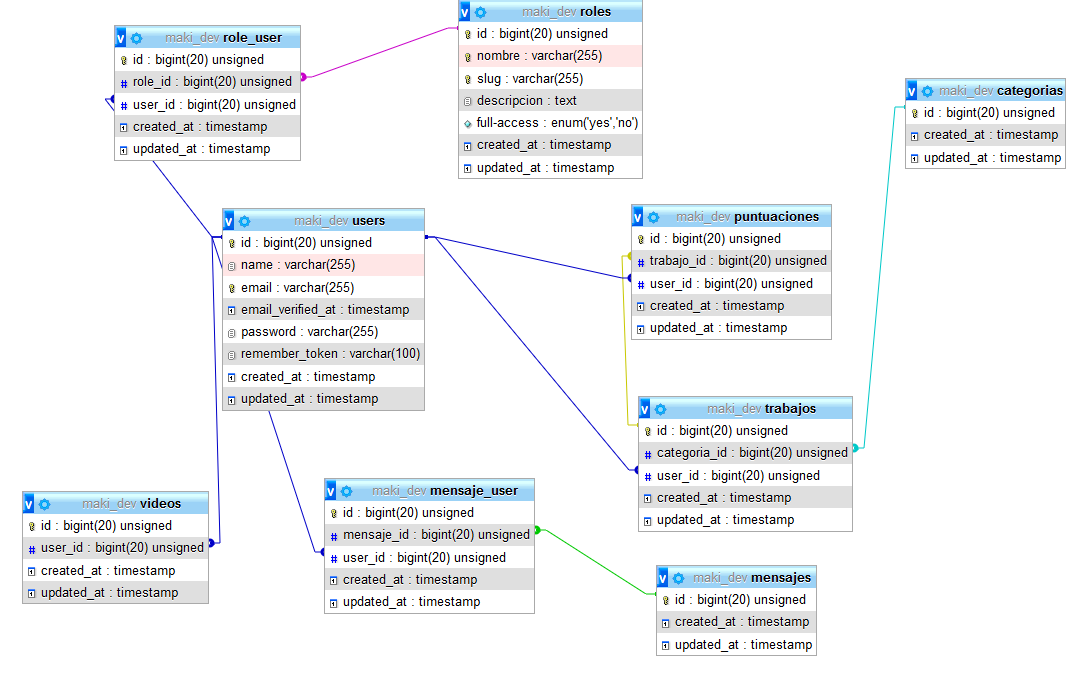 maki_dev role_user
id : bigint(20) unsigned
role_id : bigint(20) unsigned
user_id : bigint(20) unsigned
created_at : timestamp
updated_at : timestamp
maki_dev roles
id : bigint(20) unsigned
nombre : varchar(255)
slug : varchar(255)
descripcion : text
full-access : enum('yes','no')
created_at : timestamp
updated_at : timestamp
maki_dev categorias
id : bigint(20) unsigned
created_at : timestamp
updated_at : timestamp
maki_dev users
id : bigint(20) unsigned
name : varchar(255)
email : varchar(255)
email_verified_at : timestamp
password : varchar(255)
remember_token : varchar(100)
created_at : timestamp
updated_at : timestamp
maki_dev puntuaciones
id : bigint(20) unsigned
trabajo_id : bigint(20) unsigned
user_id : bigint(20) unsigned
created_at : timestamp
updated_at : timestamp
maki_dev trabajos
id : bigint(20) unsigned
categoria_id : bigint(20) unsigned
user_id : bigint(20) unsigned
created_at : timestamp
updated_at : timestamp
maki_dev videos
id : bigint(20) unsigned
user_id : bigint(20) unsigned
created_at : timestamp
updated_at : timestamp
maki_dev mensaje_user
id : bigint(20) unsigned
mensaje_id : bigint(20) unsigned
user_id : bigint(20) unsigned
created_at : timestamp
updated_at : timestamp
maki_dev mensajes
id : bigint(20) unsigned
created_at : timestamp
updated_at : timestamp